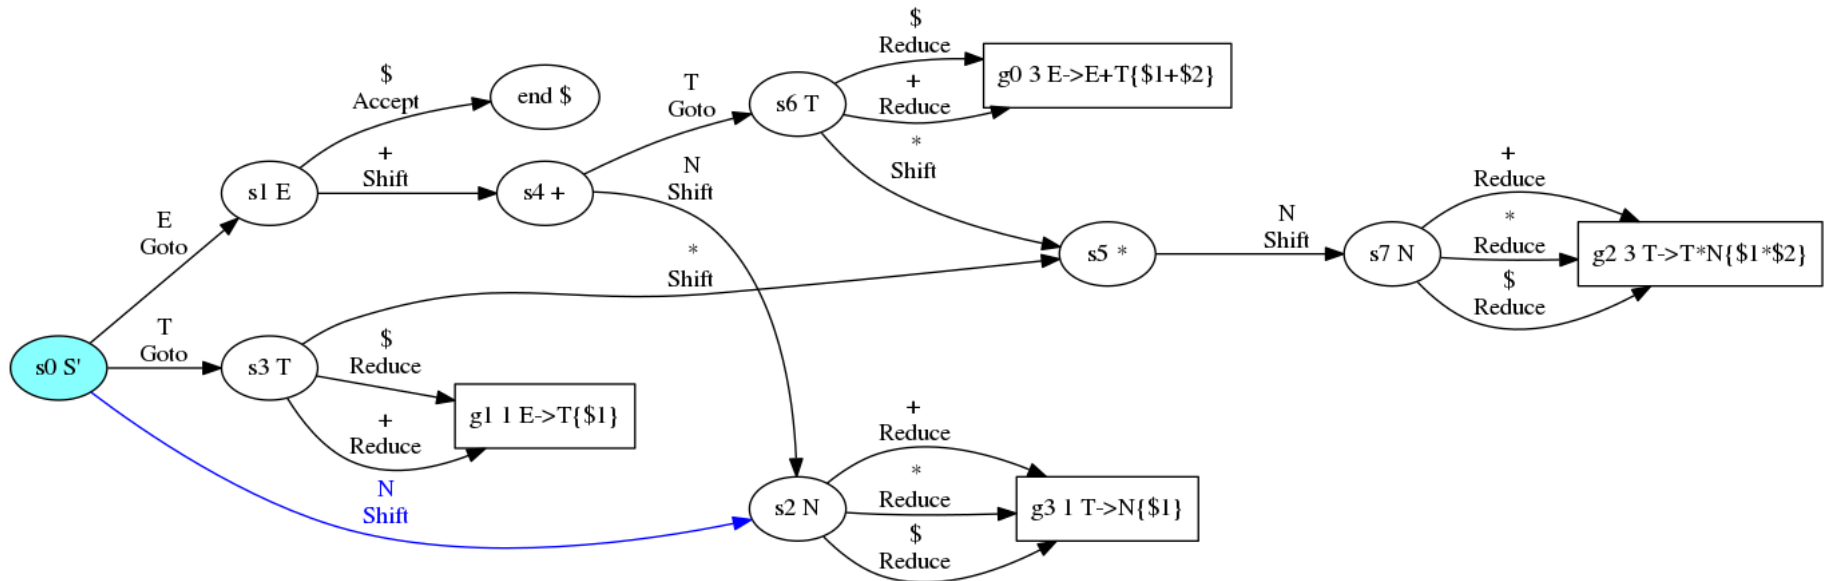 $
Reduce
g0 3 E->E+T{$1+$2}
+
Reduce
T
Goto
s6 T
*
Shift
$
Accept
end $
+
Shift
s1 E
s4 +
N
Shift
E
Goto
*
Shift
s5 *
N
Shift
s7 N
+
Reduce
*
Reduce
$
Reduce
g2 3 T->T*N{$1*$2}
s0 S'
T
Goto
s3 T
$
Reduce
+
Reduce
g1 1 E->T{$1}
N
Shift
s2 N
+
Reduce
*
Reduce
$
Reduce
g3 1 T->N{$1}